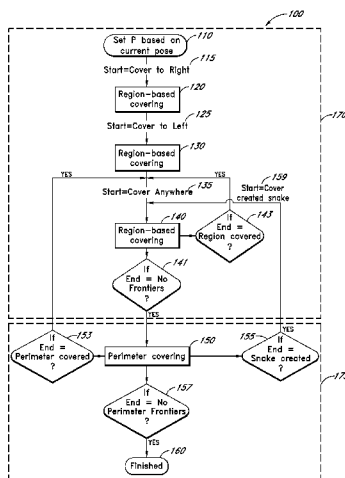 100
Set P based on
current pose
110
Start=Cover to Right
115
Region-based
covering
120
Start=Cover to Left
125
Region-based
covering
130
170
YES
YES
Start=Cover Anywhere
135
159
Start=Cover
created snake
Region-based
covering
140
If
End =
Region covered
?
143
If
End = No
Frontiers
?
141
YES
YES
If
End =
Perimeter covered
?
153
Perimeter covering
150
If
End =
Snake created
?
155
If
End = No
Perimeter Frontiers
?
157
YES
Finished
160